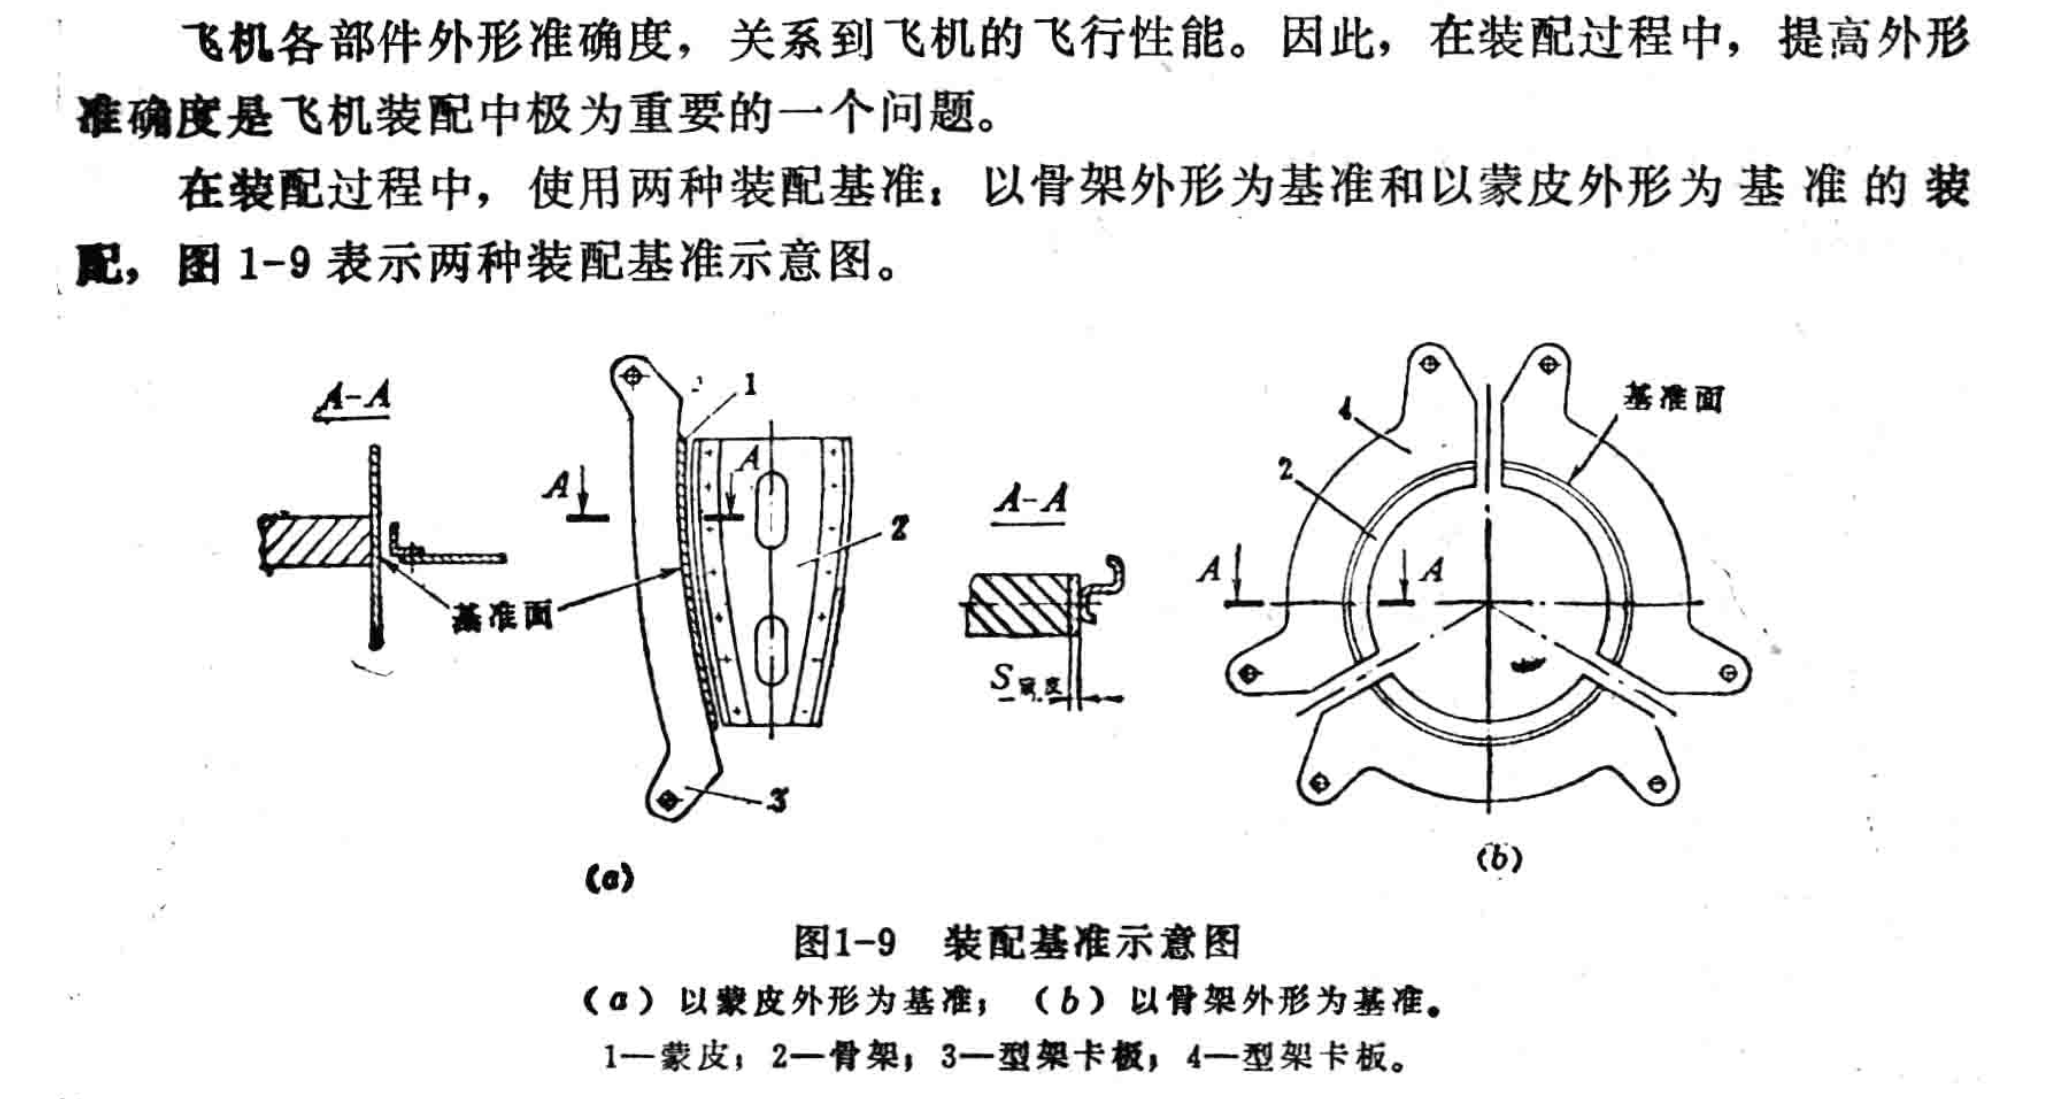 飞机各部件外形准确度，关系到飞机的飞行性能。因此，在装配过程中，提高外形
准确度是飞机装配中极为重要的一个问题。
在装配过程中，使用两种装配基准：以骨架外形为基准和以蒙皮外形为基准的装
配，图1-9表示两种装配基准示意图。
A-A
1
A
A
2
基准面
3
(a)
A-A
S蒙皮
4
基准面
2
A
A
(b)
图1-9 装配基准示意图
(a)以蒙皮外形为基准；(b)以骨架外形为基准。
1—蒙皮；2—骨架；3—型架卡板；4—型架卡板。